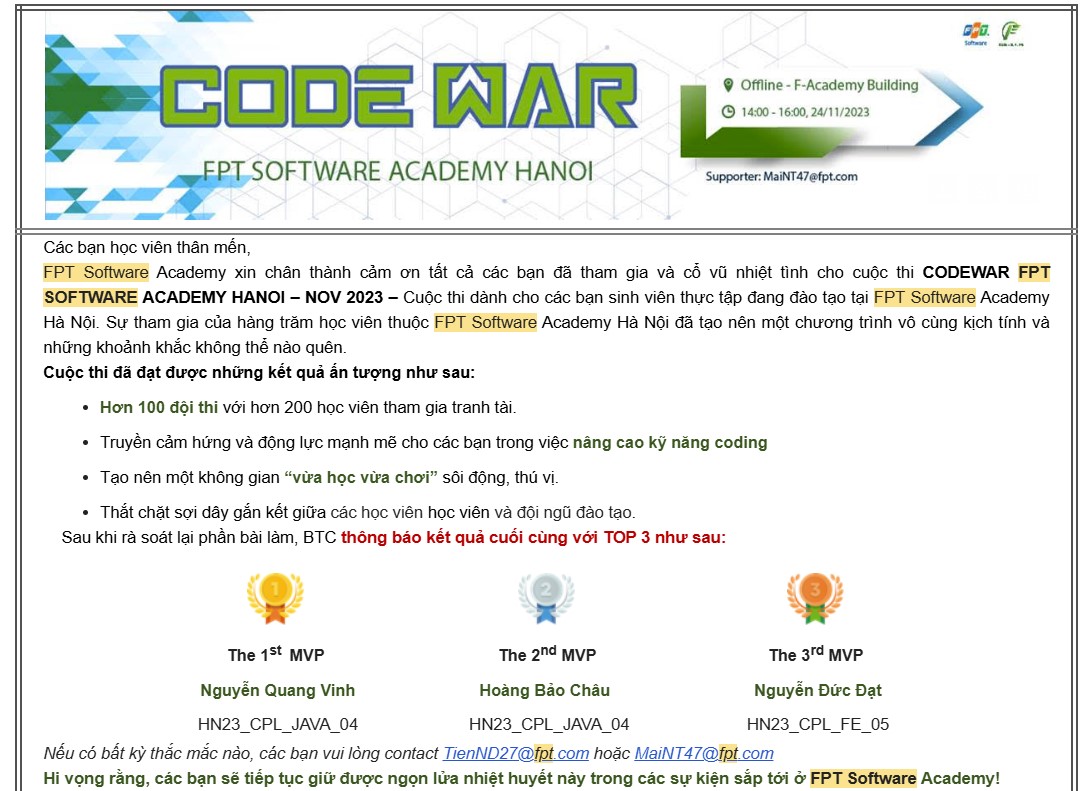 FPT Software
CODE WAR
Offline - F-Academy Building
14:00 - 16:00, 24/11/2023
FPT SOFTWARE ACADEMY HANOI
Supporter: MaiNT47@fpt.com
Các bạn học viên thân mến,
FPT Software Academy xin chân thành cảm ơn tất cả các bạn đã tham gia và cổ vũ nhiệt tình cho cuộc thi CODEWAR FPT
SOFTWARE ACADEMY HANOI – NOV 2023 – Cuộc thi dành cho các bạn sinh viên thực tập đang đào tạo tại FPT Software Academy
Hà Nội. Sự tham gia của hàng trăm học viên thuộc FPT Software Academy Hà Nội đã tạo nên một chương trình vô cùng kịch tính và
những khoảnh khắc không thể nào quên.
Cuộc thi đã đạt được những kết quả ấn tượng như sau:
• Hơn 100 đội thi với hơn 200 học viên tham gia tranh tài.
• Truyền cảm hứng và động lực mạnh mẽ cho các bạn trong việc nâng cao kỹ năng coding
• Tạo nên một không gian “vừa học vừa chơi” sôi động, thú vị.
• Thắt chặt sợi dây gắn kết giữa các học viên học viên và đội ngũ đào tạo.
Sau khi rà soát lại phần bài làm, BTC thông báo kết quả cuối cùng với TOP 3 như sau:
1 2 3
The 1st MVP The 2nd MVP The 3rd MVP
Nguyễn Quang Vinh Hoàng Bảo Châu Nguyễn Đức Đạt
HN23_CPL_JAVA_04 HN23_CPL_JAVA_04 HN23_CPL_FE_05
Nếu có bất kỳ thắc mắc nào, các bạn vui lòng contact TienND27@fpt.com hoặc MaiNT47@fpt.com
Hi vọng rằng, các bạn sẽ tiếp tục giữ được ngọn lửa nhiệt huyết này trong các sự kiện sắp tới ở FPT Software Academy!